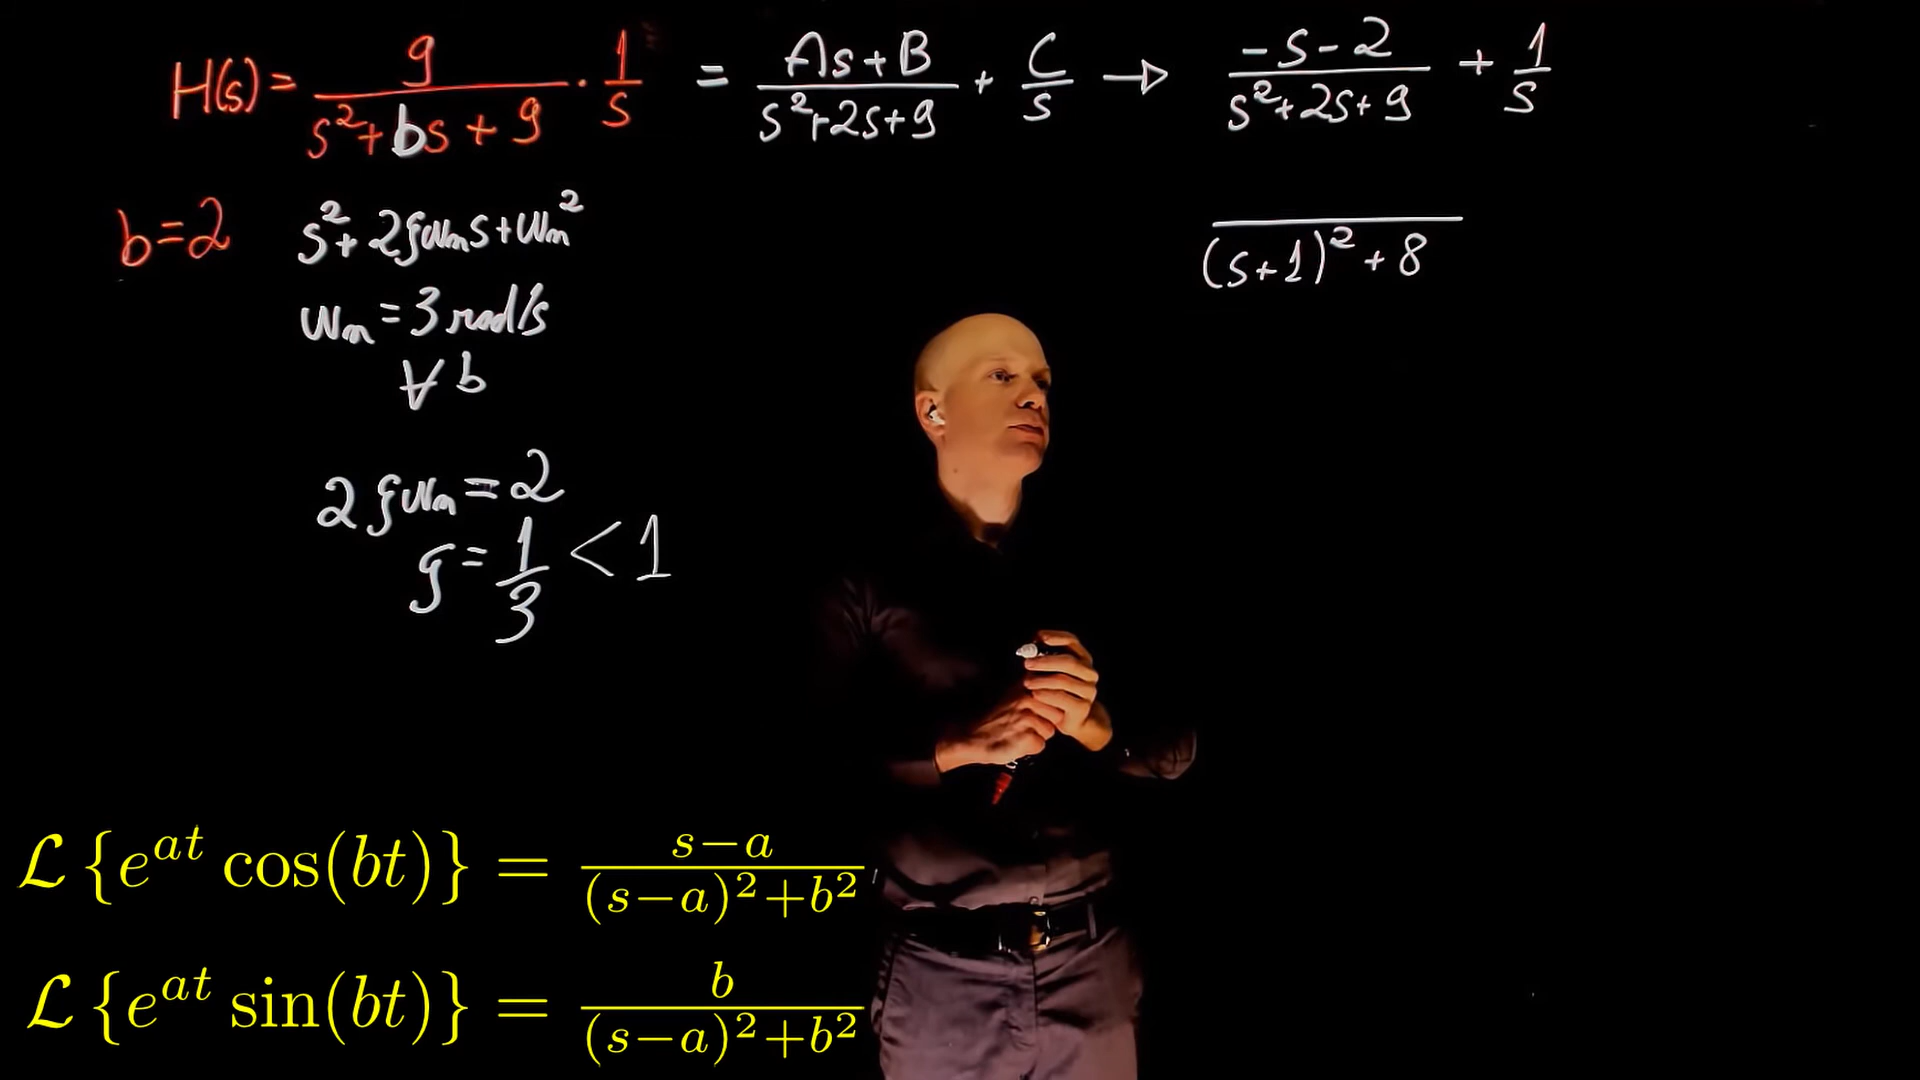 H(s) = 9/(s²+bs+9) · 1/s = (As+B)/(s²+2s+9) + C/s → (-s-2)/(s²+2s+9) + 1/s
b=2
s²+2ζωₙs+ωₙ²
ωₙ = 3 rad/s
∀ b
2ζωₙ = 2
ζ = 1/3 < 1
(s+1)²+8
ℒ{e^{at} cos(bt)} = (s−a)/((s−a)²+b²)
ℒ{e^{at} sin(bt)} = b/((s−a)²+b²)